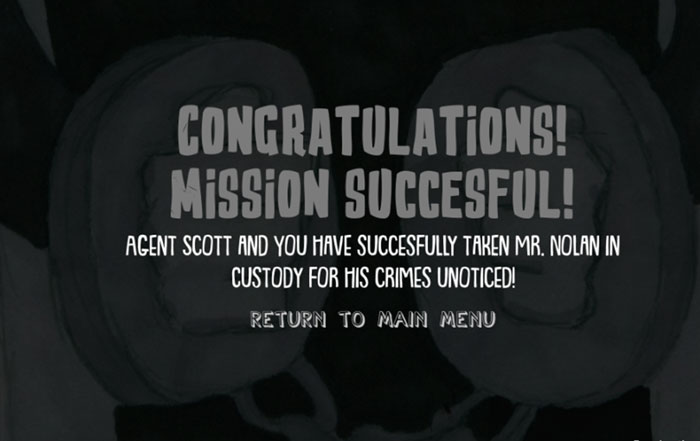 CONGRATULATIONS!
MISSION SUCCESFUL!
AGENT SCOTT AND YOU HAVE SUCCESFULLY TAKEN MR. NOLAN IN
CUSTODY FOR HIS CRIMES UNOTICED!
RETURN TO MAIN MENU